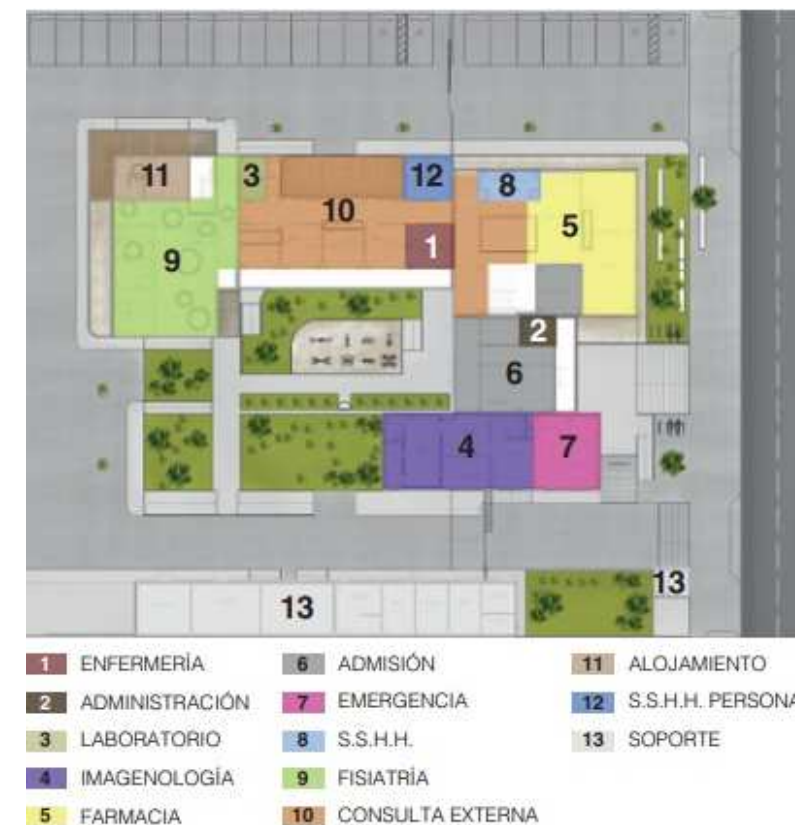 11
3
12
8
10
5
1
9
2
6
4
7
13
13
1 ENFERMERÍA
2 ADMINISTRACIÓN
3 LABORATORIO
4 IMAGENOLOGÍA
5 FARMACIA
6 ADMISIÓN
7 EMERGENCIA
8 S.S.H.H.
9 FISIATRÍA
10 CONSULTA EXTERNA
11 ALOJAMIENTO
12 S.S.H.H. PERSONA
13 SOPORTE